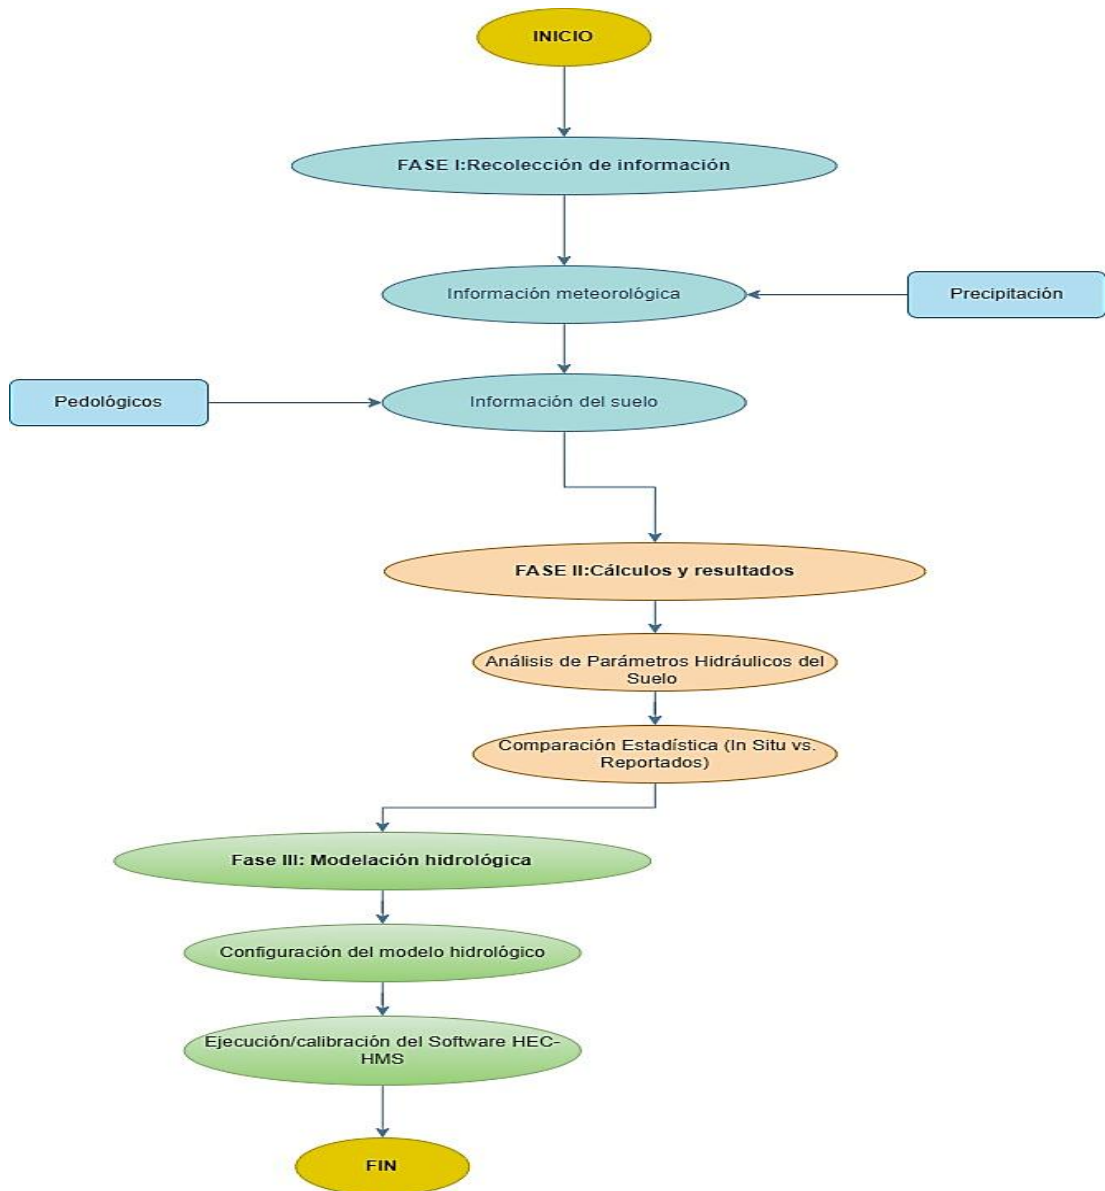 INICIO
FASE I:Recolección de información
Información meteorológica
Precipitación
Pedológicos
Información del suelo
FASE II:Cálculos y resultados
Análisis de Parámetros Hidráulicos del
Suelo
Comparación Estadística (In Situ vs.
Reportados)
Fase III: Modelación hidrológica
Configuración del modelo hidrológico
Ejecución/calibración del Software HEC-
HMS
FIN